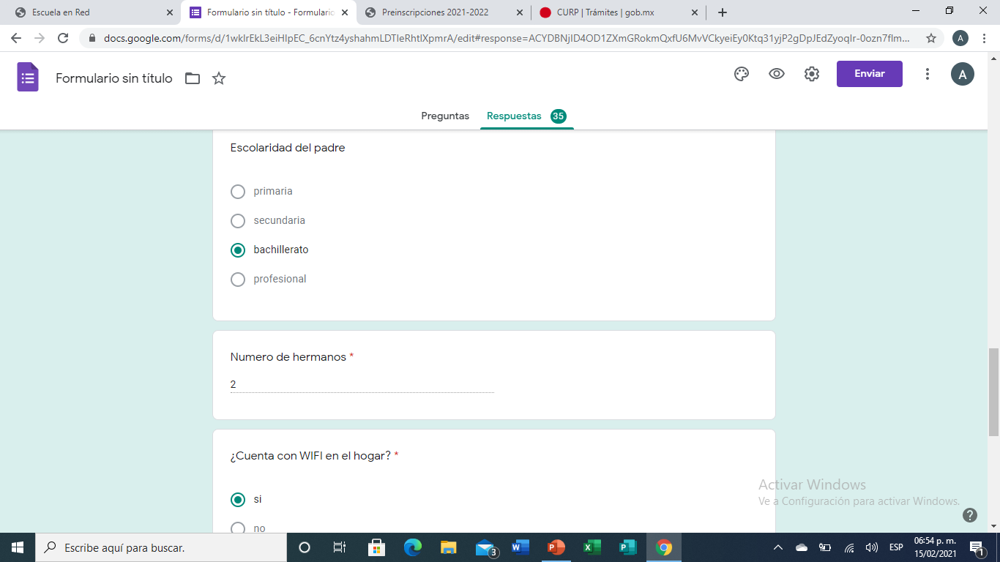 Escuela en Red
Formulario sin título - Formulario
Preinscripciones 2021-2022
CURP | Trámites | gob.mx
docs.google.com/forms/d/1wklrEkL3eiHIpEC_6cnYtz4yshahmLDTIeRhtlXpmrA/edit#response=ACYDBNjID4OD1ZXmGRokmQxfU6MvVCkyeiEy0Ktq31yjP2gDpJEdZyoqIr-0ozn7flm...
A
Formulario sin título
Enviar
A
Preguntas
Respuestas 35
Escolaridad del padre
primaria
secundaria
bachillerato
profesional
Numero de hermanos *
2
¿Cuenta con WIFI en el hogar? *
si
no
Activar Windows
Ve a Configuración para activar Windows.
Escribe aquí para buscar.
3
ESP
06:54 p. m.
15/02/2021
1